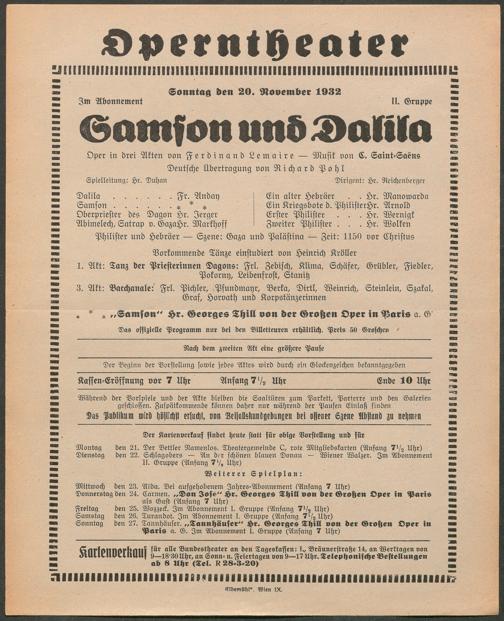 Operntheater
Sonntag den 20. November 1932
Im Abonnement II. Gruppe
Samson und Dalila
Oper in drei Akten von Ferdinand Lemaire — Musik von C. Saint-Saëns
Deutsche Übertragung von Richard Pohl
Spielleitung: Hr. Duhan Dirigent: Hr. Reichenberger
Dalila . . . . . . . Fr. Anday
Samson . . . . . . . * * *
Oberpriester des Dagon Hr. Jerger
Abimelech, Satrap v. Gaza Hr. Markhoff
Ein alter Hebräer . . Hr. Manowarda
Ein Kriegsbote d. Philister Hr. Arnold
Erster Philister . . Hr. Wernigk
Zweiter Philister . . Hr. Wolken
Philister und Hebräer — Szene: Gaza und Palästina — Zeit: 1150 vor Christus
Vorkommende Tänze einstudiert von Heinrich Kröller
1. Akt: Tanz der Priesterinnen Dagons: Frl. Zedisch, Klima, Schäfer, Grübler, Fiedler,
Pokorny, Leidenfrost, Stanitz
3. Akt: Bacchanale: Frl. Pichler, Pfundmayr, Berka, Dirtl, Weinrich, Steinlein, Szakal,
Graf, Horvath und Korpstänzerinnen
* * * „Samson" Hr. Georges Thill von der Großen Oper in Paris a. G
Das offizielle Programm nur bei den Billetteuren erhältlich. Preis 50 Groschen
Nach dem zweiten Akt eine größere Pause
Der Beginn der Vorstellung sowie jedes Aktes wird durch ein Glockenzeichen bekanntgegeben
Kassen-Eröffnung vor 7 Uhr Anfang 7½ Uhr Ende 10 Uhr
Während der Vorspiele und der Akte bleiben die Saaltüren zum Parkett, Parterre und den Galerien
geschlossen. Zuspätkommende können daher nur während der Pausen Einlaß finden
Das Publikum wird höflichst ersucht, von Beifallskundgebungen bei offener Szene Abstand zu nehmen
Der Kartenverkauf findet heute statt für obige Vorstellung und für
Montag den 21. Der Bettler Namenlos. Theatergemeinde C, rote Mitgliedskarten (Anfang 7½ Uhr)
Dienstag den 22. Schlagobers — An der schönen blauen Donau — Wiener Walzer. Im Abonnement
II. Gruppe (Anfang 7½ Uhr)
Weiterer Spielplan:
Mittwoch den 23. Aida. Bei aufgehobenem Jahres-Abonnement (Anfang 7 Uhr)
Donnerstag den 24. Carmen. „Don José" Hr. Georges Thill von der Großen Oper in Paris
als Gast (Anfang 7 Uhr)
Freitag den 25. Wozzeck. Im Abonnement I. Gruppe (Anfang 7½ Uhr)
Samstag den 26. Turandot. Im Abonnement I. Gruppe (Anfang 7½ Uhr)
Sonntag den 27. Tannhäuser. „Tannhäuser" Hr. Georges Thill von der Großen Oper in
Paris a. G. Im Abonnement I. Gruppe (Anfang 7 Uhr)
Kartenverkauf für alle Bundestheater an den Tageskassen: I., Bräunerstraße 14, an Werktagen von
9—18·30 Uhr, an Sonn- u. Feiertagen von 9—17 Uhr. Telephonische Bestellungen
ab 8 Uhr (Tel. R 28-3-20)
„Elbemühl", Wien IX.